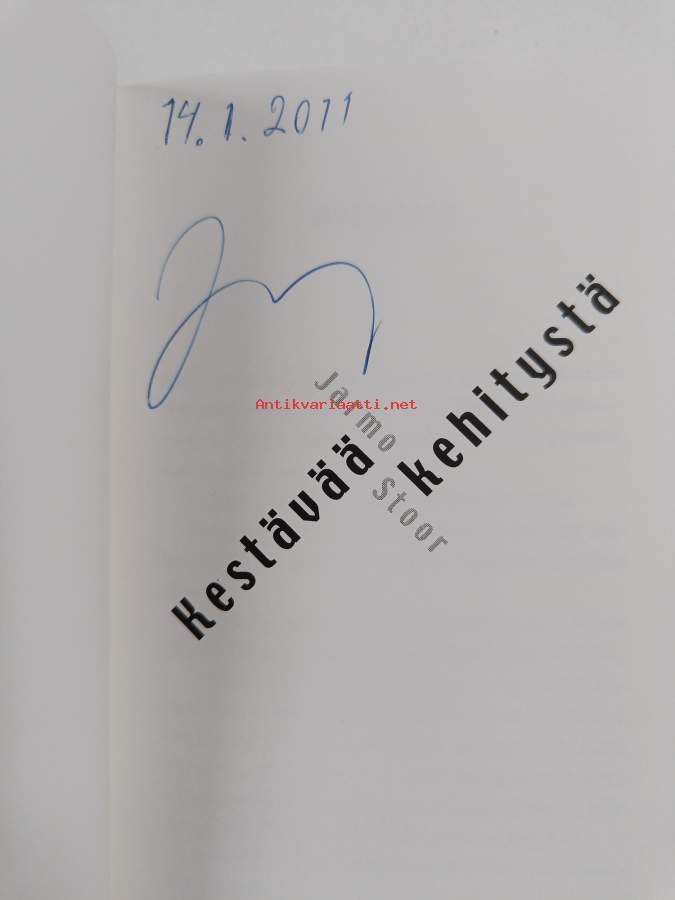 14.1.2011
Antikvariaatti.net
Jarmo Stoor
Kestävää kehitystä